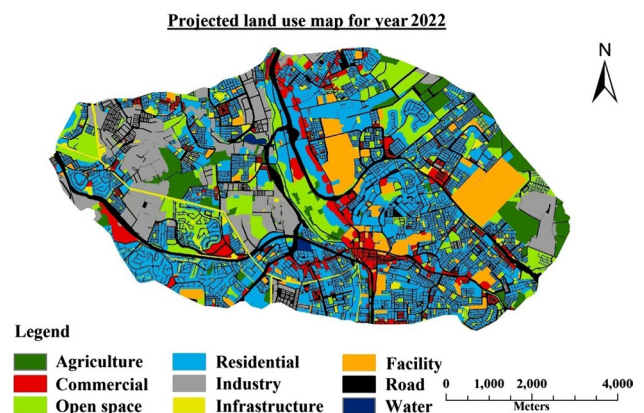 Projected land use map for year 2022
N
Legend
Agriculture Residential Facility
Commercial Industry Road
Open space Infrastructure Water
0 1,000 2,000 4,000
Meters